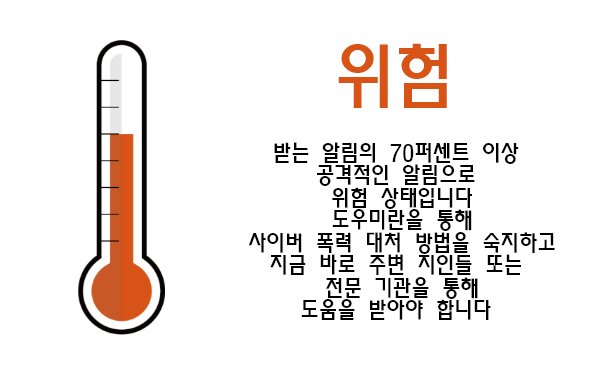 위험
받는 알림의 70퍼센트 이상
공격적인 알림으로
위험 상태입니다
도우미란을 통해
사이버 폭력 대처 방법을 숙지하고
지금 바로 주변 지인들 또는
전문 기관을 통해
도움을 받아야 합니다